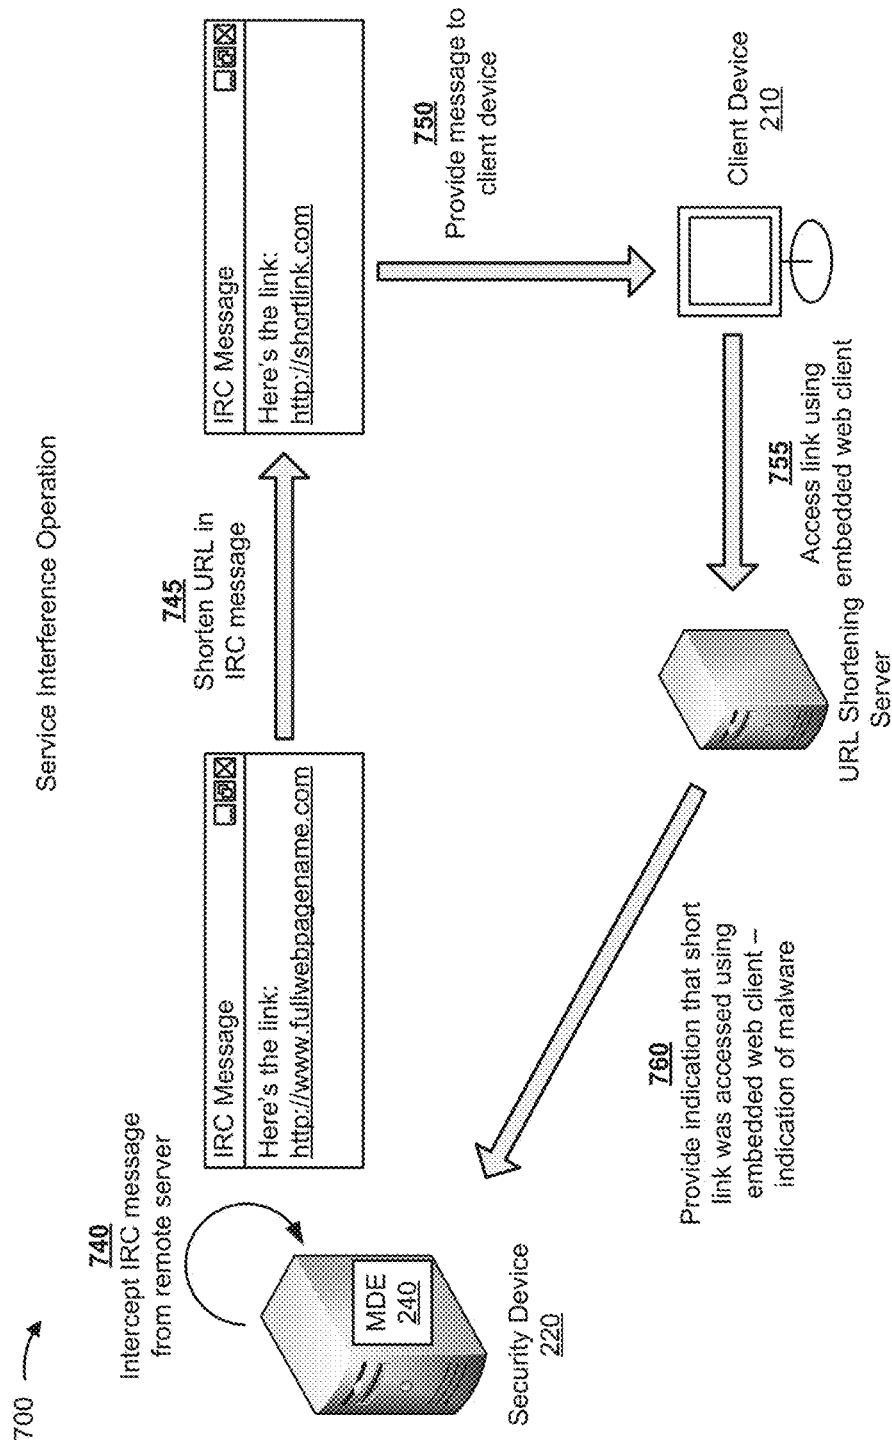 700
Service Interference Operation
740
Intercept IRC message
from remote server
IRC Message
Here's the link:
http://www.fullwebpagename.com
745
Shorten URL in
IRC message
IRC Message
Here's the link:
http://shortlink.com
750
Provide message to
client device
MDE
240
Security Device
220
760
Provide indication that short
link was accessed using
embedded web client –
indication of malware
URL Shortening
Server
755
Access link using
embedded web client
Client Device
210